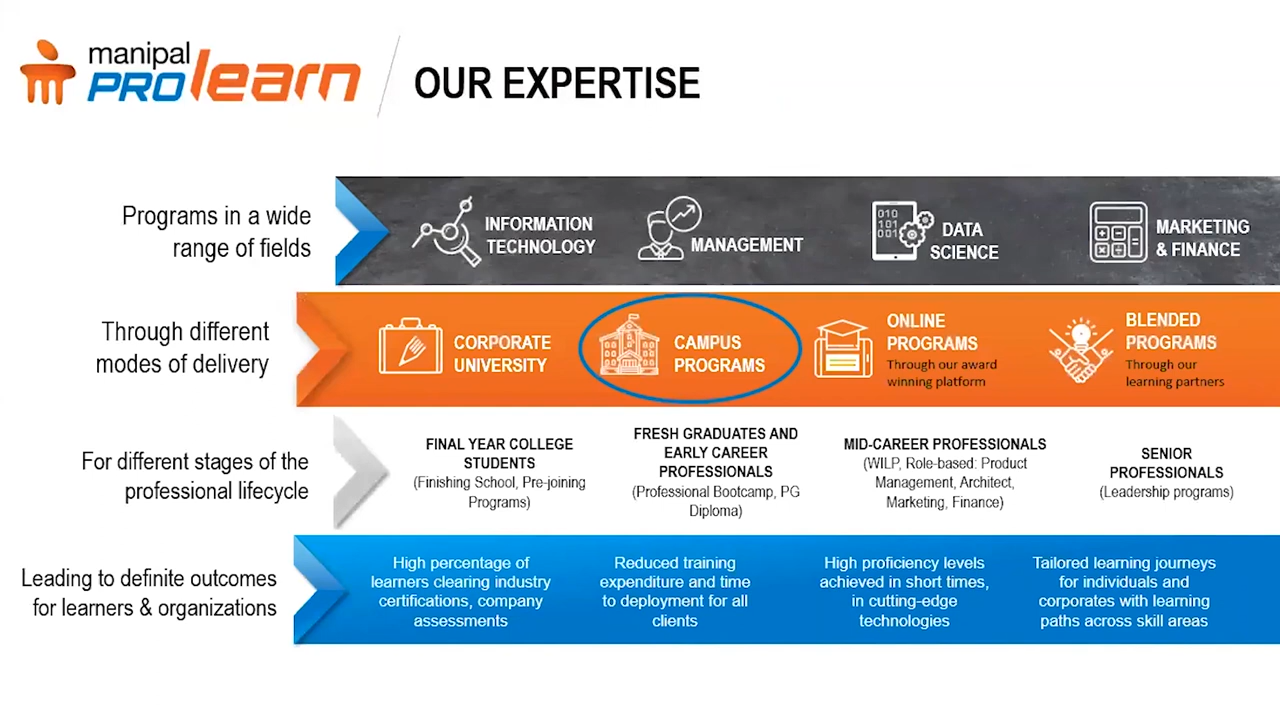 manipal
PRO learn
OUR EXPERTISE
Programs in a wide
range of fields
INFORMATION
TECHNOLOGY
MANAGEMENT
010
101
001
DATA
SCIENCE
MARKETING
& FINANCE
Through different
modes of delivery
CORPORATE
UNIVERSITY
CAMPUS
PROGRAMS
ONLINE
PROGRAMS
Through our award
winning platform
BLENDED
PROGRAMS
Through our
learning partners
For different stages of the
professional lifecycle
FINAL YEAR COLLEGE
STUDENTS
(Finishing School, Pre-joining
Programs)
FRESH GRADUATES AND
EARLY CAREER
PROFESSIONALS
(Professional Bootcamp, PG
Diploma)
MID-CAREER PROFESSIONALS
(WILP, Role-based: Product
Management, Architect,
Marketing, Finance)
SENIOR
PROFESSIONALS
(Leadership programs)
Leading to definite outcomes
for learners & organizations
High percentage of
learners clearing industry
certifications, company
assessments
Reduced training
expenditure and time
to deployment for all
clients
High proficiency levels
achieved in short times,
in cutting-edge
technologies
Tailored learning journeys
for individuals and
corporates with learning
paths across skill areas